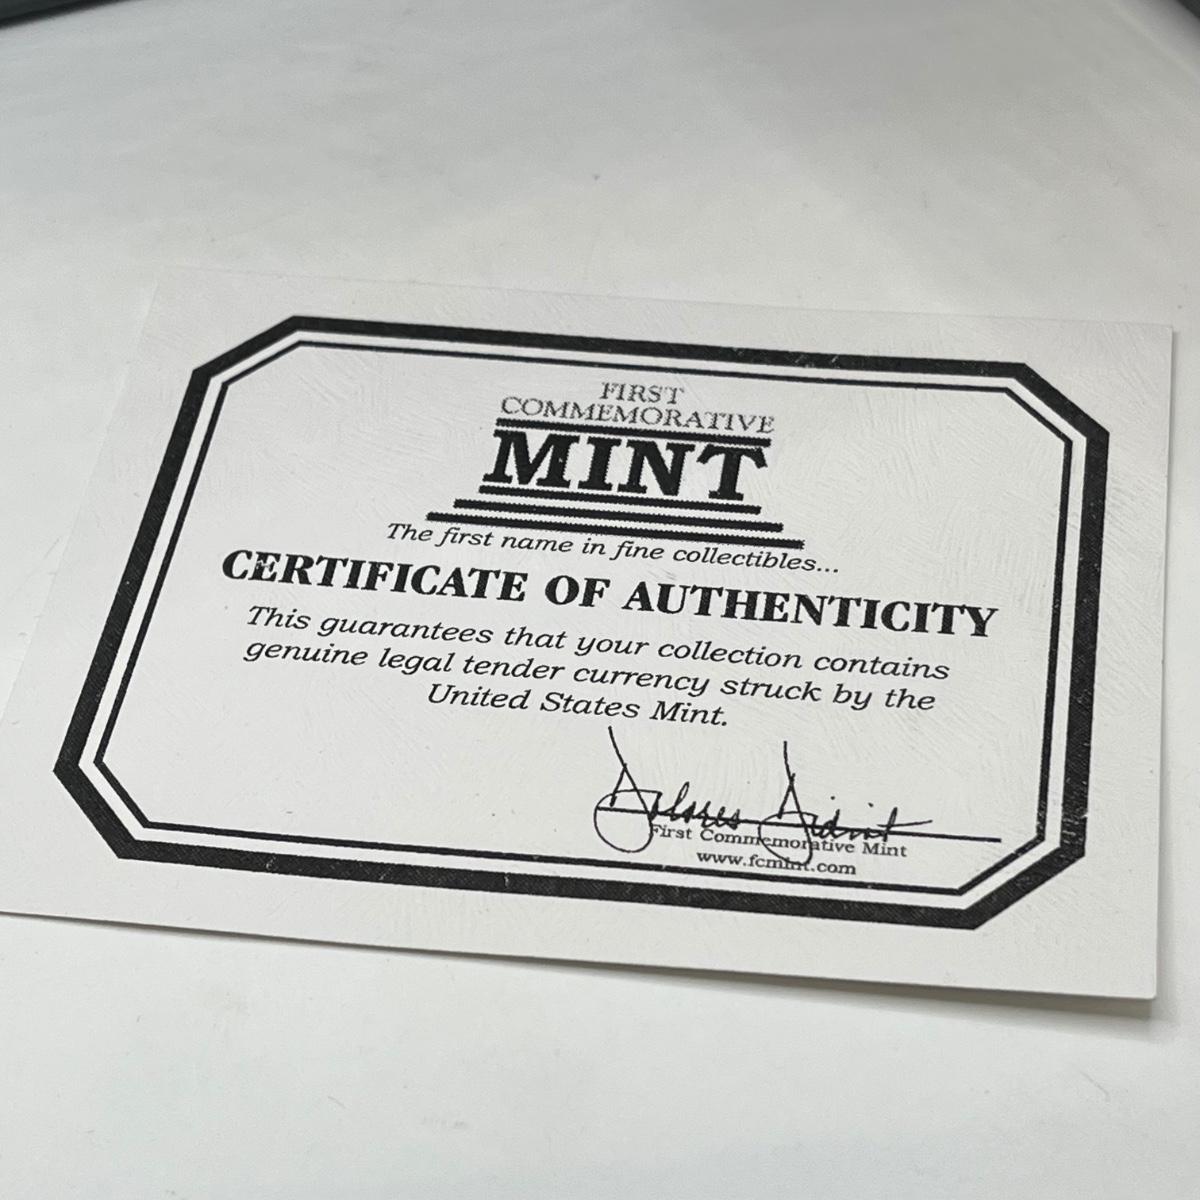 FIRST
COMMEMORATIVE
MINT
The first name in fine collectibles...
CERTIFICATE OF AUTHENTICITY
This guarantees that your collection contains
genuine legal tender currency struck by the
United States Mint.
First Commemorative Mint
www.fcmint.com